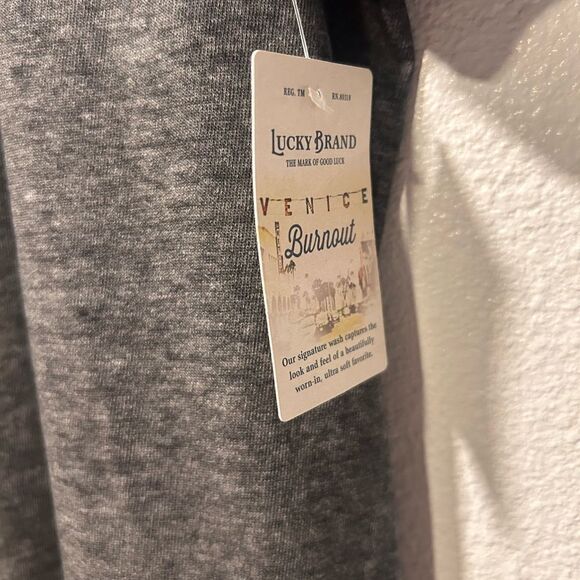 REG. TM RN 80318
LUCKY BRAND
THE MARK OF GOOD LUCK
VENICE
Burnout
Our signature wash captures the
look and feel of a beautifully
worn-in, ultra soft favorite.